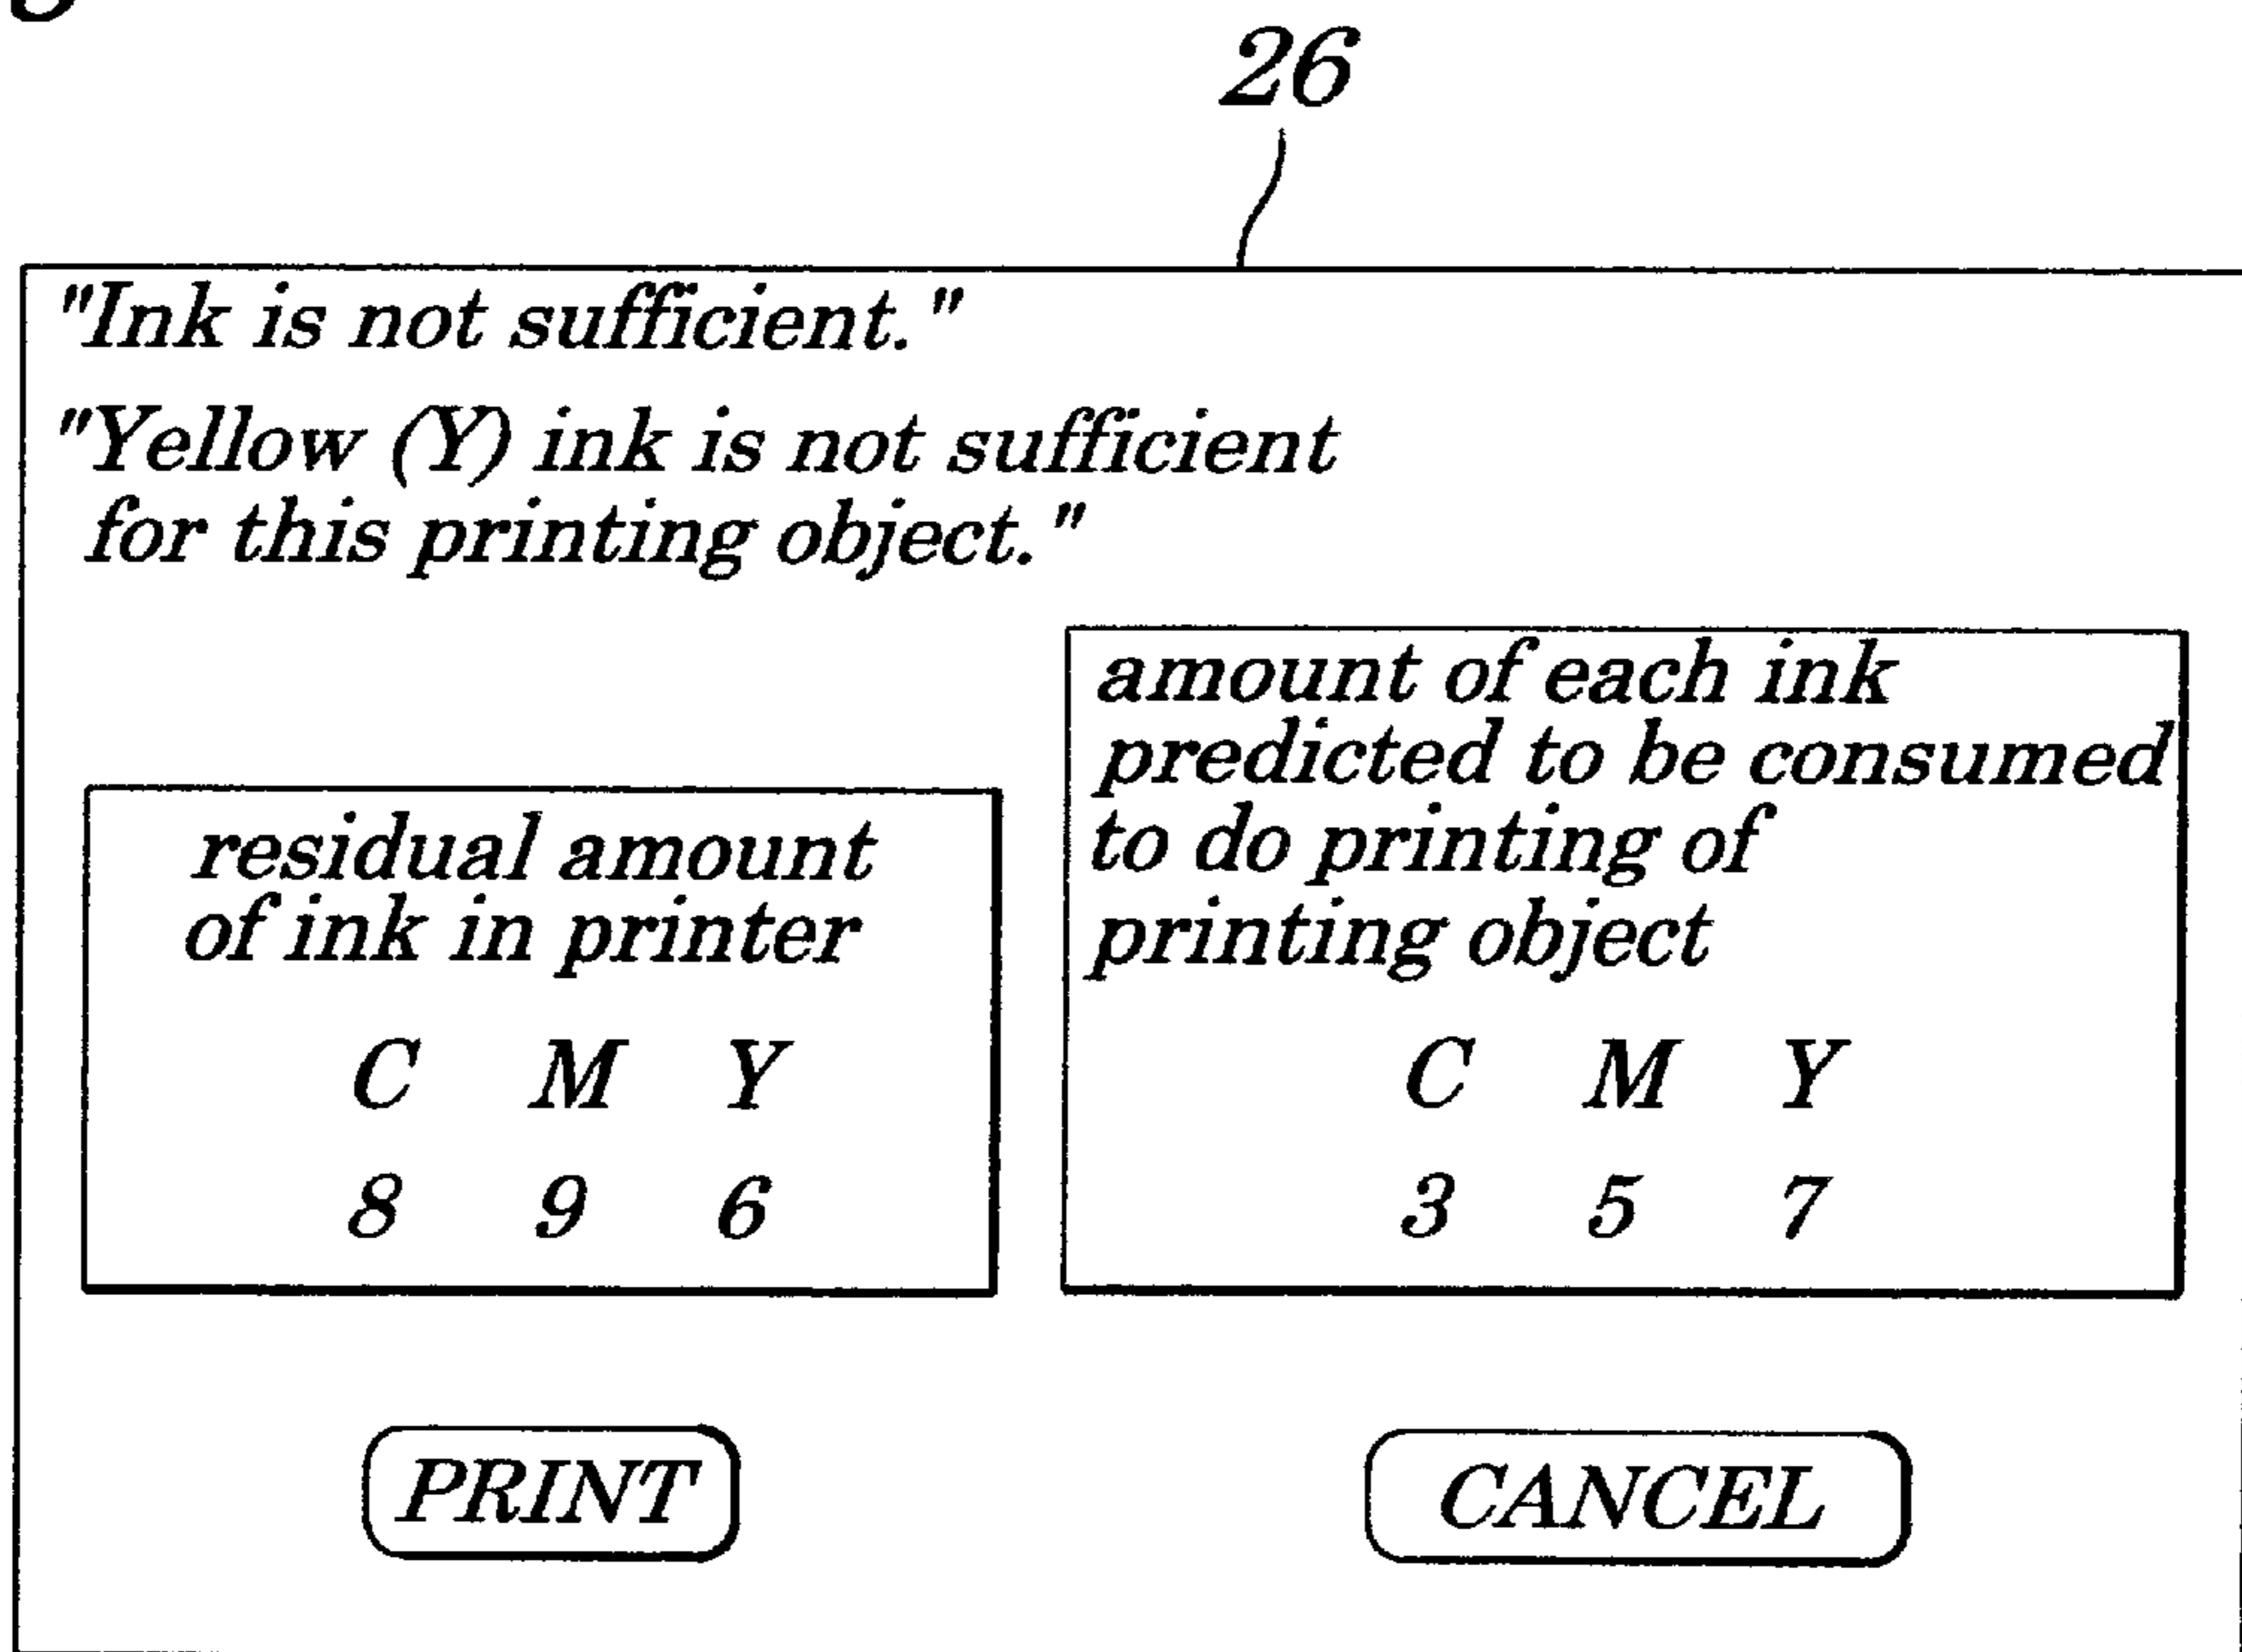 26
"Ink is not sufficient."
"Yellow (Y) ink is not sufficient
for this printing object."
residual amount
of ink in printer
C M Y
8 9 6
amount of each ink
predicted to be consumed
to do printing of
printing object
C M Y
3 5 7
PRINT
CANCEL